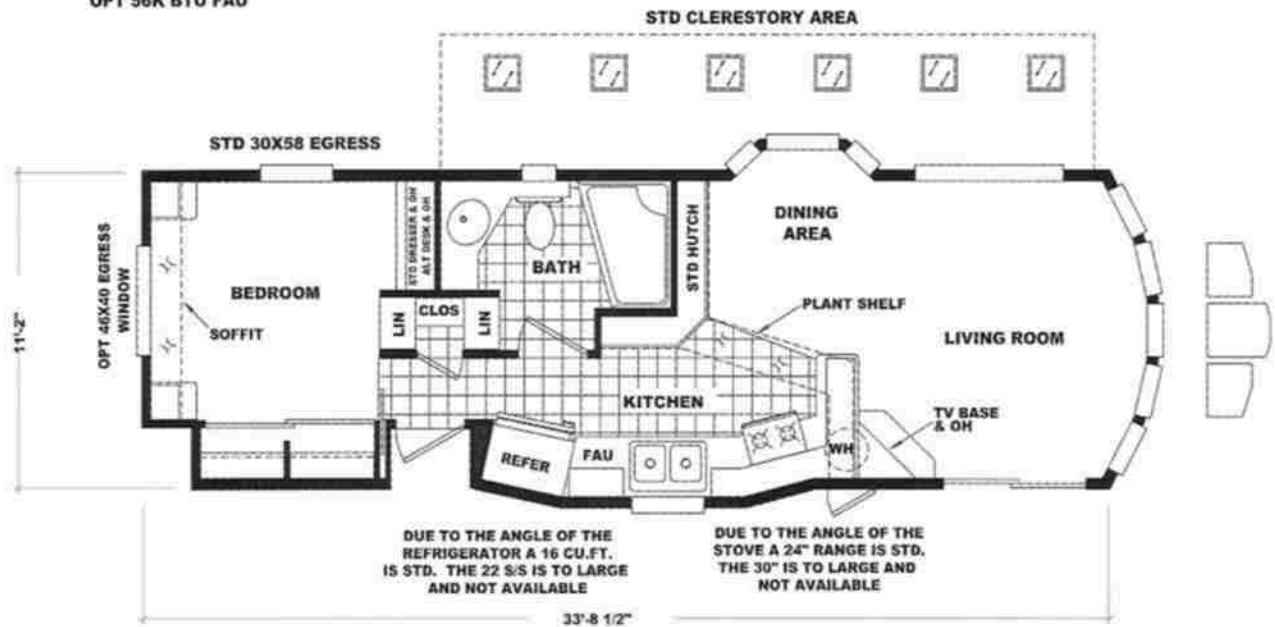 OPT 56K BTU FAU
STD CLERESTORY AREA
STD 30X58 EGRESS
OPT 46X40 EGRESS
WINDOW
11'-2"
BEDROOM
SOFFIT
STD DRESSER & OH
ALT DESK & OH
LIN
CLOS
LIN
BATH
STD HUTCH
DINING
AREA
PLANT SHELF
LIVING ROOM
KITCHEN
TV BASE
& OH
REFER
FAU
WH
DUE TO THE ANGLE OF THE
REFRIGERATOR A 16 CU.FT.
IS STD. THE 22 S/S IS TO LARGE
AND NOT AVAILABLE
DUE TO THE ANGLE OF THE
STOVE A 24" RANGE IS STD.
THE 30" IS TO LARGE AND
NOT AVAILABLE
33'-8 1/2"